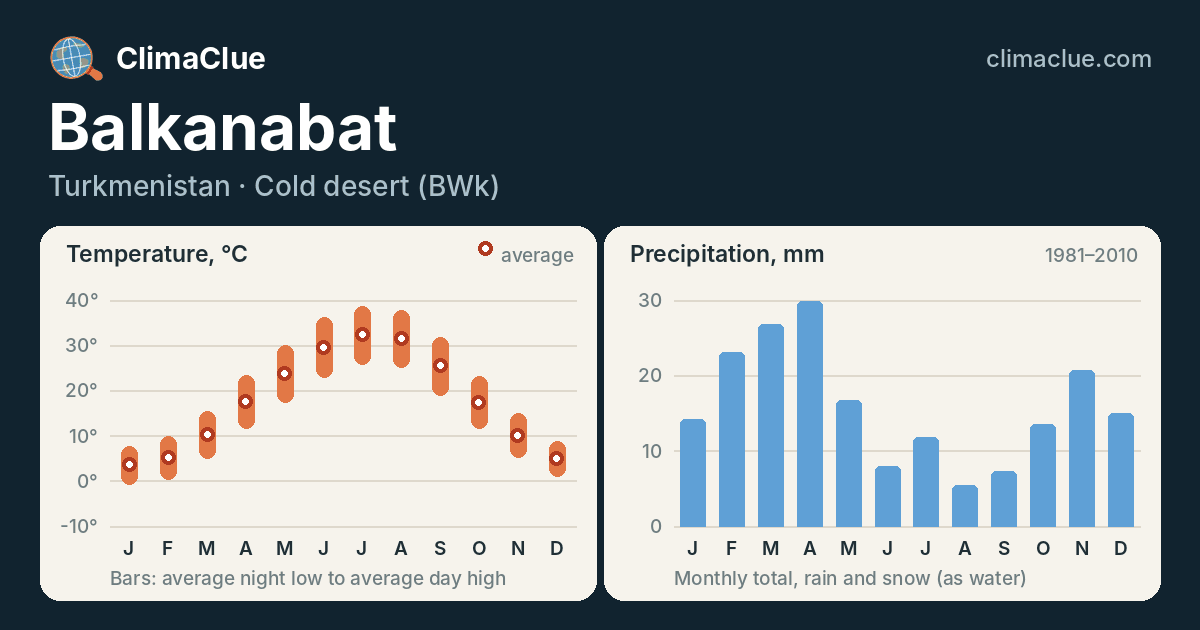 ClimaClue
climaclue.com
Balkanabat
Turkmenistan · Cold desert (BWk)
Temperature, °C
average
40°
30°
20°
10°
0°
-10°
J F M A M J J A S O N D
Bars: average night low to average day high
Precipitation, mm
1981–2010
30
20
10
0
J F M A M J J A S O N D
Monthly total, rain and snow (as water)